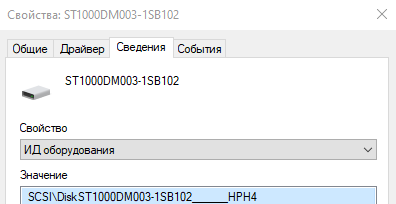 Свойства: ST1000DM003-1SB102
Общие Драйвер Сведения События
ST1000DM003-1SB102
Свойство
ИД оборудования
Значение
SCSI\DiskST1000DM003-1SB102______HPH4